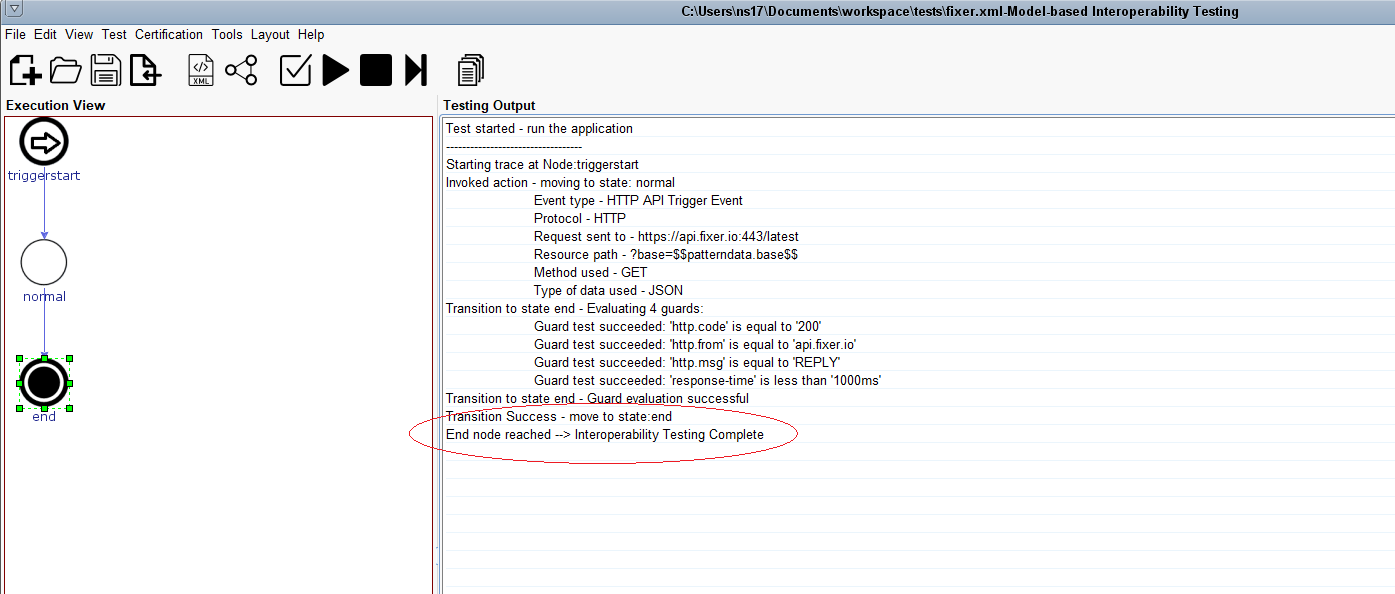 C:\Users\ns17\Documents\workspace\tests\fixer.xml-Model-based Interoperability Testing
File Edit View Test Certification Tools Layout Help
XML
Execution View
Testing Output
triggerstart
normal
end
Test started - run the application
----------------------------------
Starting trace at Node:triggerstart
Invoked action - moving to state: normal
Event type - HTTP API Trigger Event
Protocol - HTTP
Request sent to - https://api.fixer.io:443/latest
Resource path - ?base=$$patterndata.base$$
Method used - GET
Type of data used - JSON
Transition to state end - Evaluating 4 guards:
Guard test succeeded: 'http.code' is equal to '200'
Guard test succeeded: 'http.from' is equal to 'api.fixer.io'
Guard test succeeded: 'http.msg' is equal to 'REPLY'
Guard test succeeded: 'response-time' is less than '1000ms'
Transition to state end - Guard evaluation successful
Transition Success - move to state:end
End node reached --> Interoperability Testing Complete